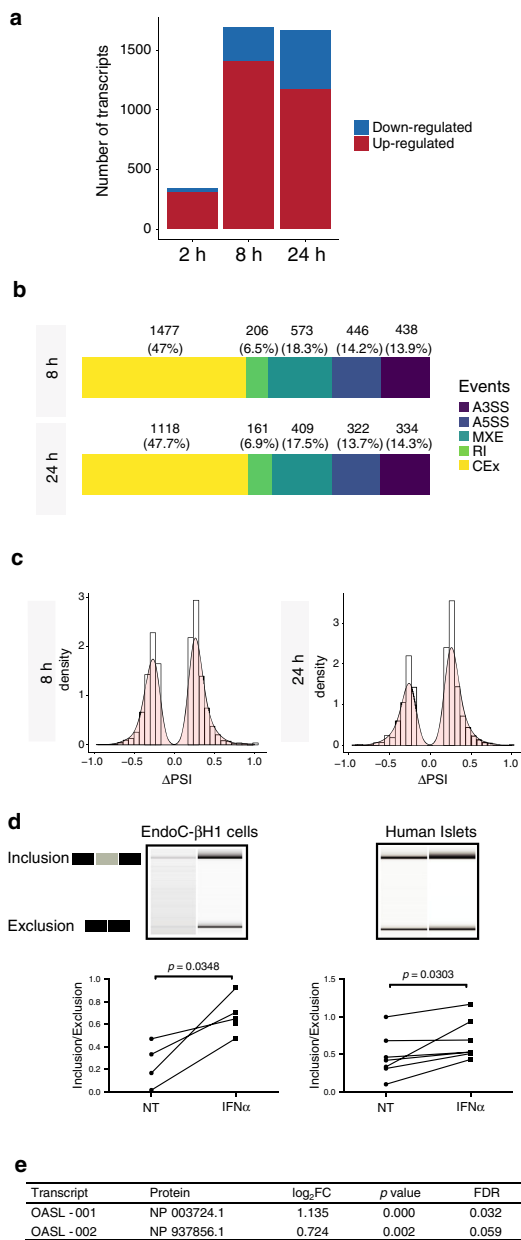 a
Number of transcripts
1500
1000
500
0
2 h
8 h
24 h
Down-regulated
Up-regulated
b
8 h
1477 206 573 446 438
(47%) (6.5%) (18.3%) (14.2%) (13.9%)
24 h
1118 161 409 322 334
(47.7%) (6.9%) (17.5%) (13.7%) (14.3%)
Events
A3SS
A5SS
MXE
RI
CEx
c
8 h
density
3
2
1
0
−1.0 −0.5 0.0 0.5 1.0
ΔPSI
24 h
density
3
2
1
0
−1.0 −0.5 0.0 0.5 1.0
ΔPSI
d
EndoC-βH1 cells
Human Islets
Inclusion
Exclusion
p = 0.0348
Inclusion/Exclusion
1.0
0.8
0.6
0.4
0.2
0.0
NT IFNα
p = 0.0303
Inclusion/Exclusion
1.5
1.0
0.5
0.0
NT IFNα
e
Transcript Protein log₂FC p value FDR
OASL - 001 NP 003724.1 1.135 0.000 0.032
OASL - 002 NP 937856.1 0.724 0.002 0.059